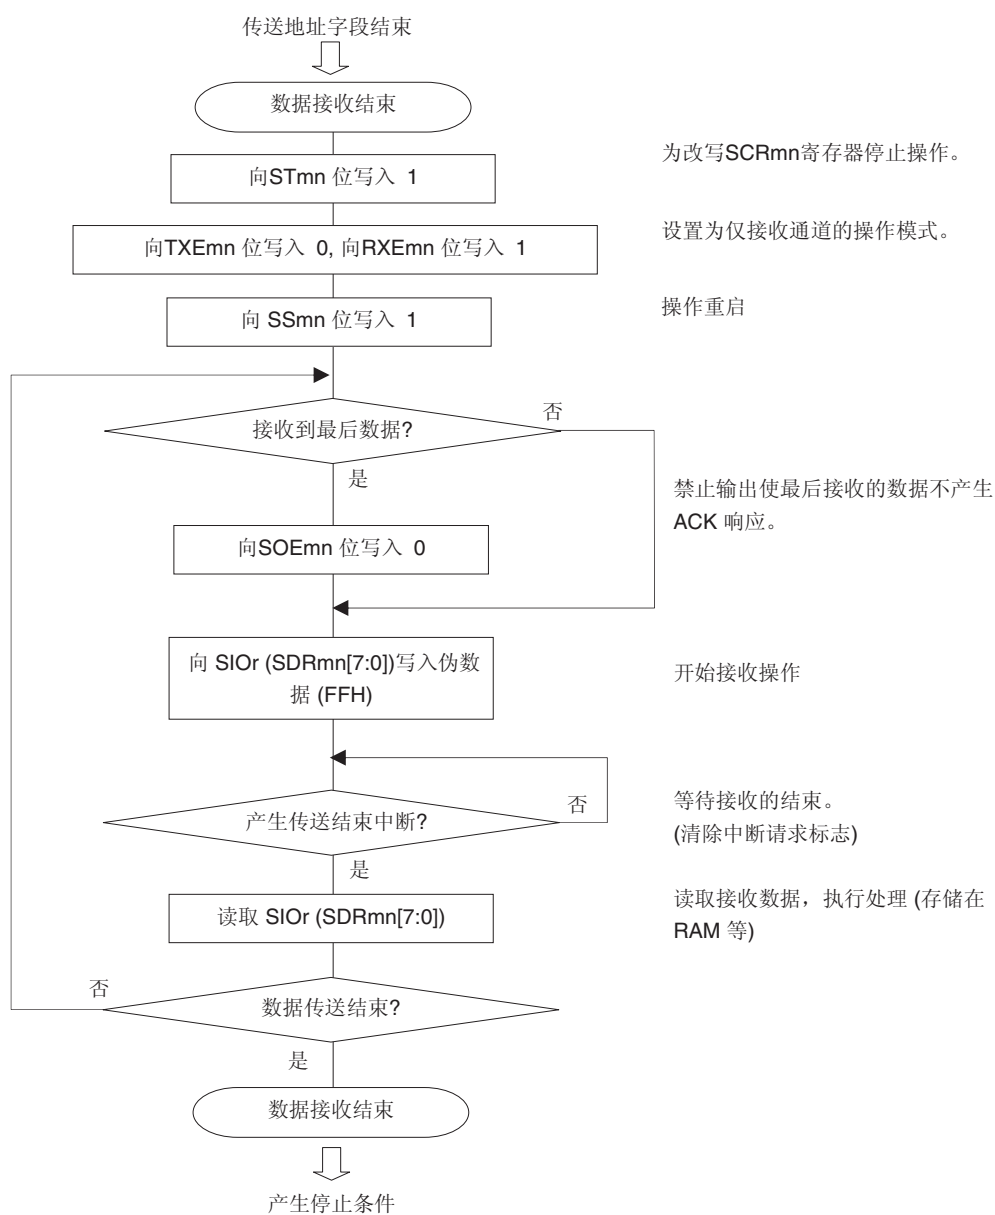 传送地址字段结束
数据接收结束
为改写SCRmn寄存器停止操作。
向STmn 位写入 1
设置为仅接收通道的操作模式。
向TXEmn 位写入 0, 向RXEmn 位写入 1
操作重启
向 SSmn 位写入 1
否
接收到最后数据?
是
禁止输出使最后接收的数据不产生
ACK 响应。
向SOEmn 位写入 0
向 SIOr (SDRmn[7:0])写入伪数
据 (FFH)
开始接收操作
否
产生传送结束中断?
等待接收的结束。
(清除中断请求标志)
是
读取 SIOr (SDRmn[7:0])
读取接收数据，执行处理 (存储在
RAM 等)
否
数据传送结束?
是
数据接收结束
产生停止条件